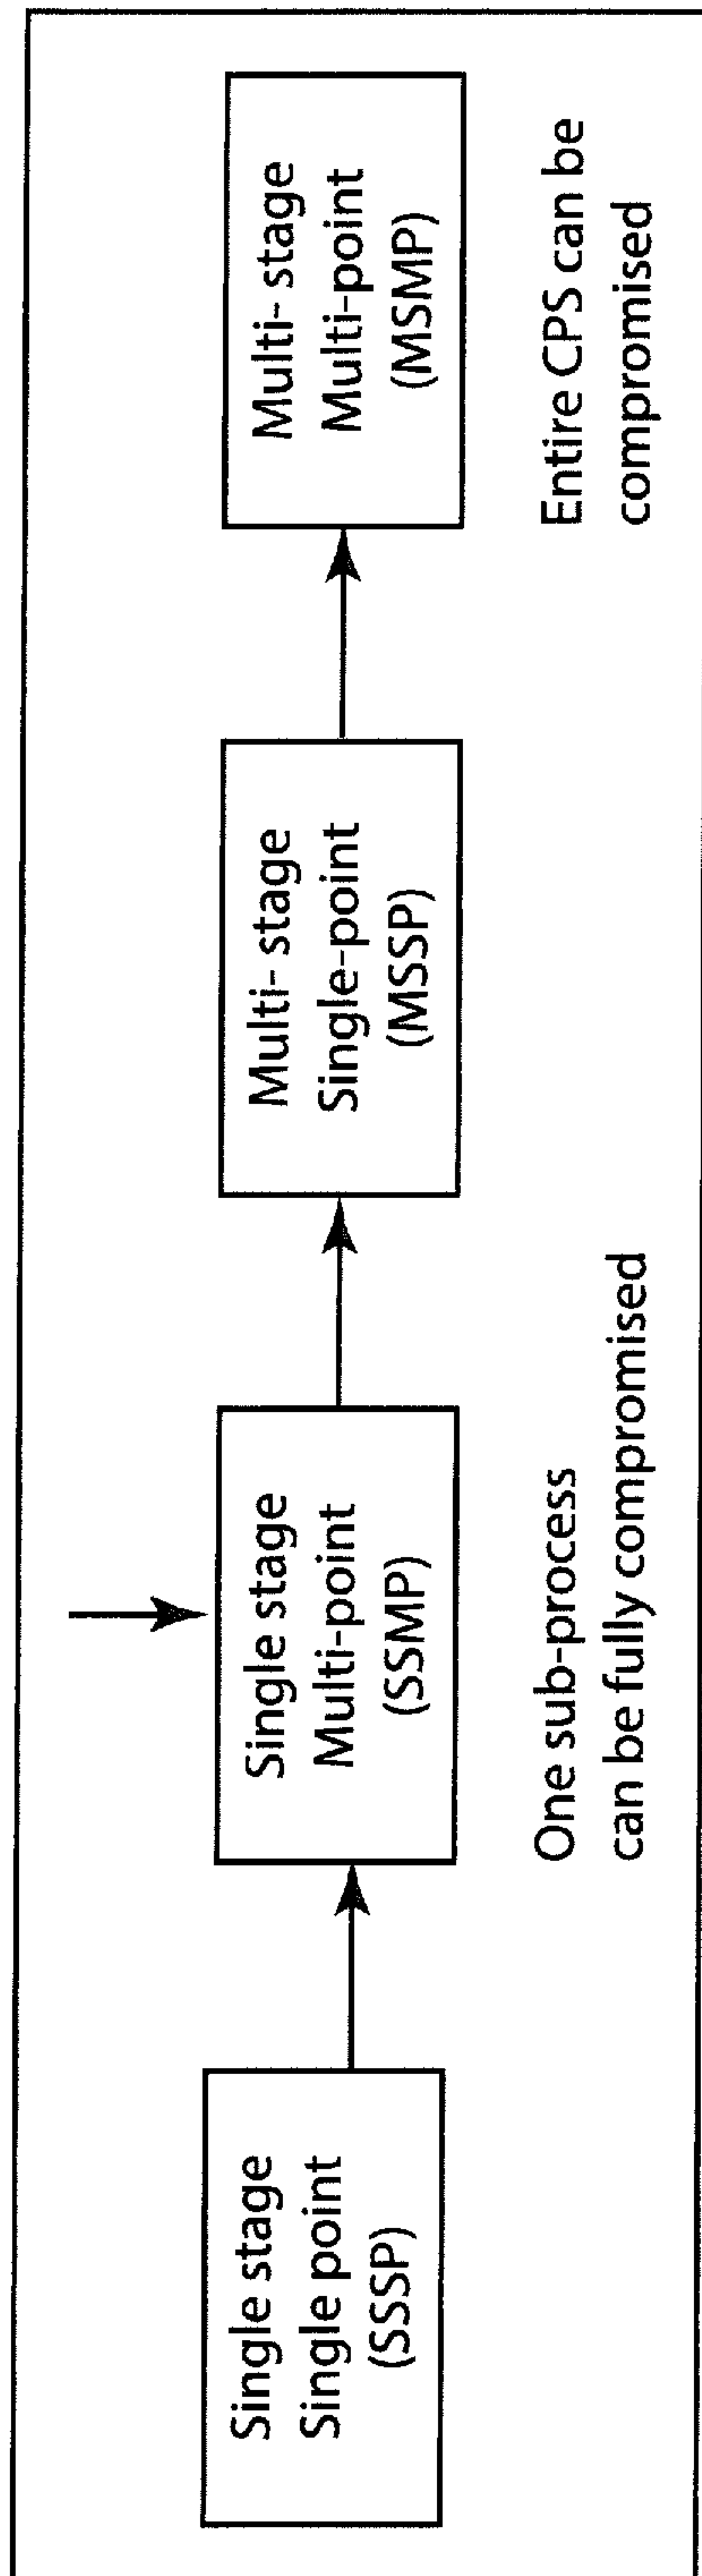 Single stage
Single point
(SSSP)
Single stage
Multi-point
(SSMP)
One sub-process
can be fully compromised
Multi- stage
Single-point
(MSSP)
Multi- stage
Multi-point
(MSMP)
Entire CPS can be
compromised